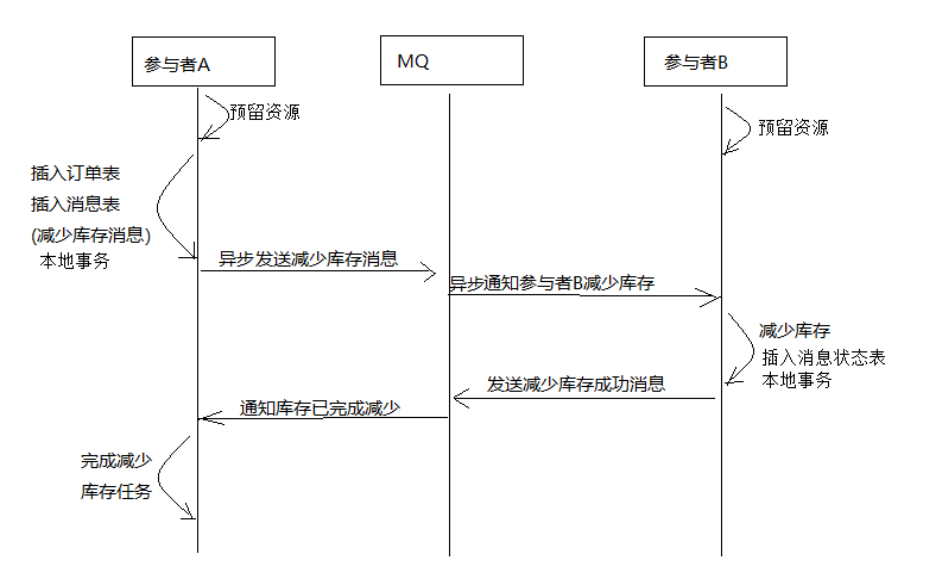 参与者A
MQ
参与者B
预留资源
预留资源
插入订单表
插入消息表
(减少库存消息)
本地事务
异步发送减少库存消息
异步通知参与者B减少库存
减少库存
插入消息状态表
本地事务
发送减少库存成功消息
通知库存已完成减少
完成减少
库存任务